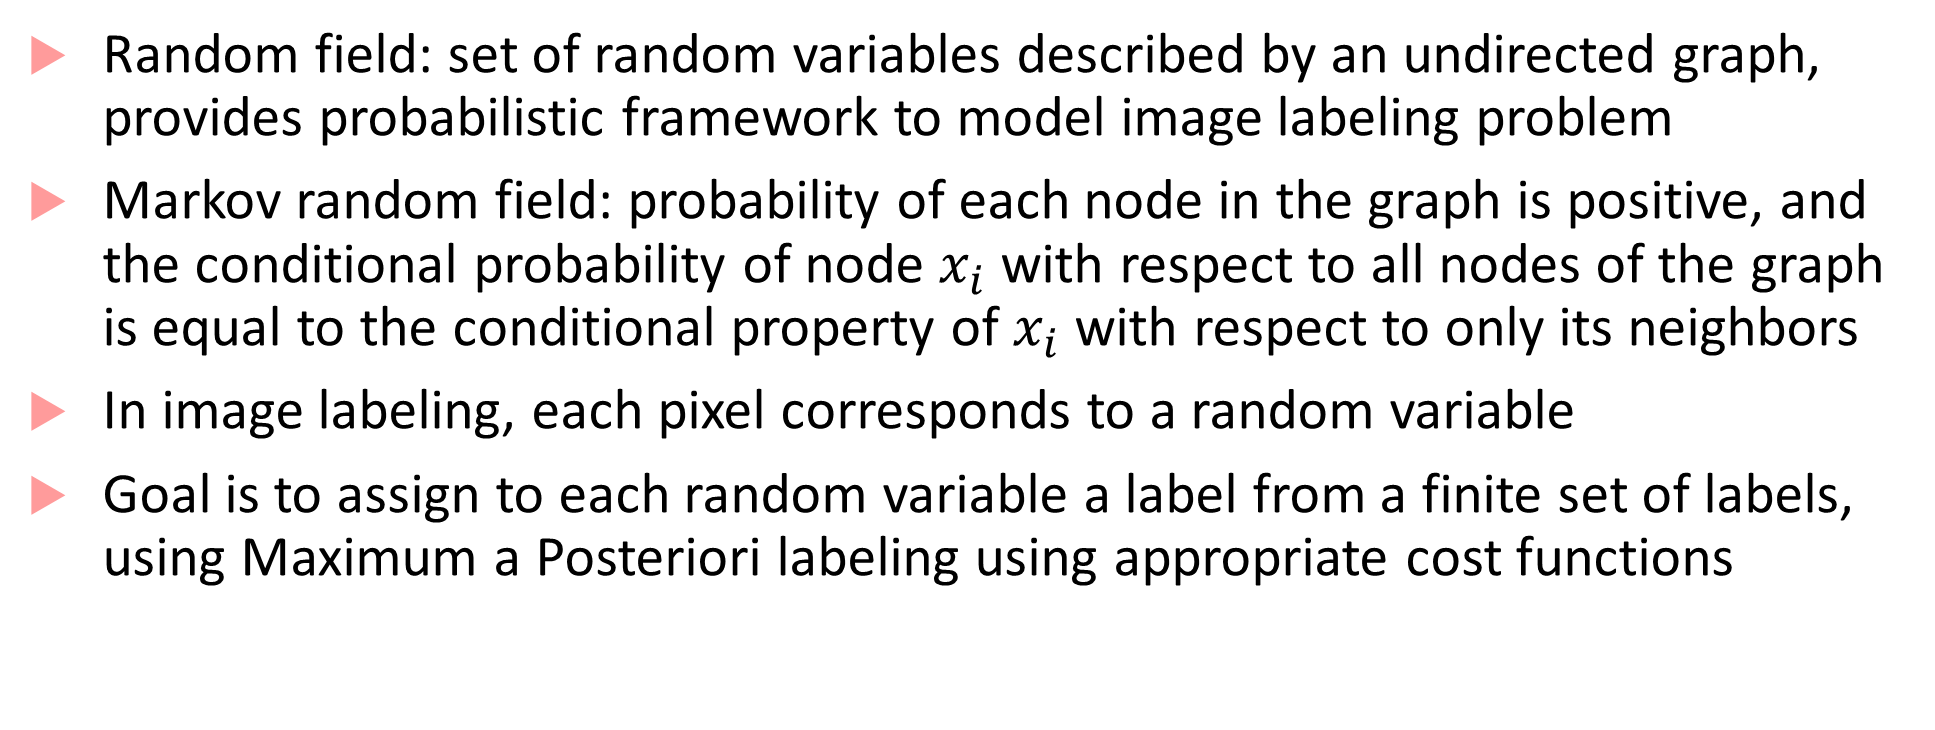 Random field: set of random variables described by an undirected graph,
provides probabilistic framework to model image labeling problem
Markov random field: probability of each node in the graph is positive, and
the conditional probability of node 𝑥𝑖 with respect to all nodes of the graph
is equal to the conditional property of 𝑥𝑖 with respect to only its neighbors
In image labeling, each pixel corresponds to a random variable
Goal is to assign to each random variable a label from a finite set of labels,
using Maximum a Posteriori labeling using appropriate cost functions